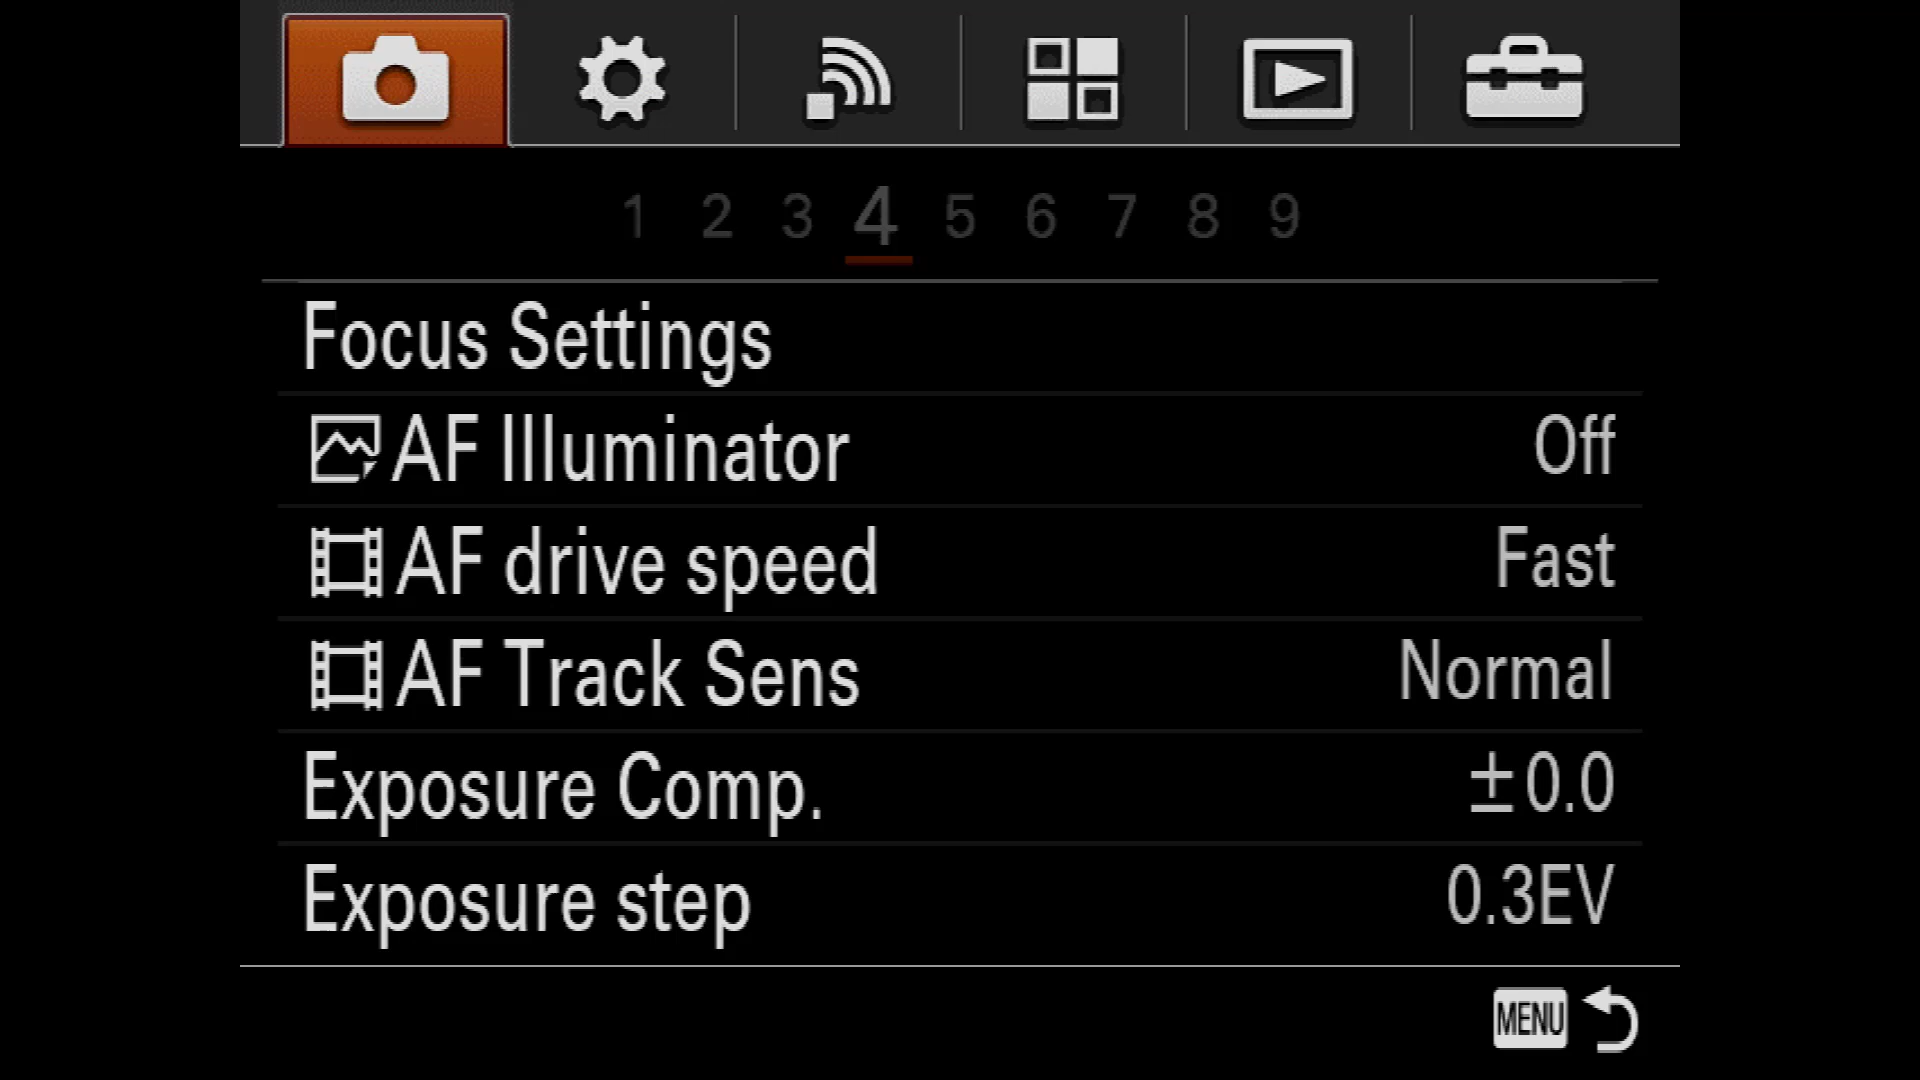 1 2 3 4 5 6 7 8 9
Focus Settings
AF Illuminator Off
AF drive speed Fast
AF Track Sens Normal
Exposure Comp. ±0.0
Exposure step 0.3EV
MENU